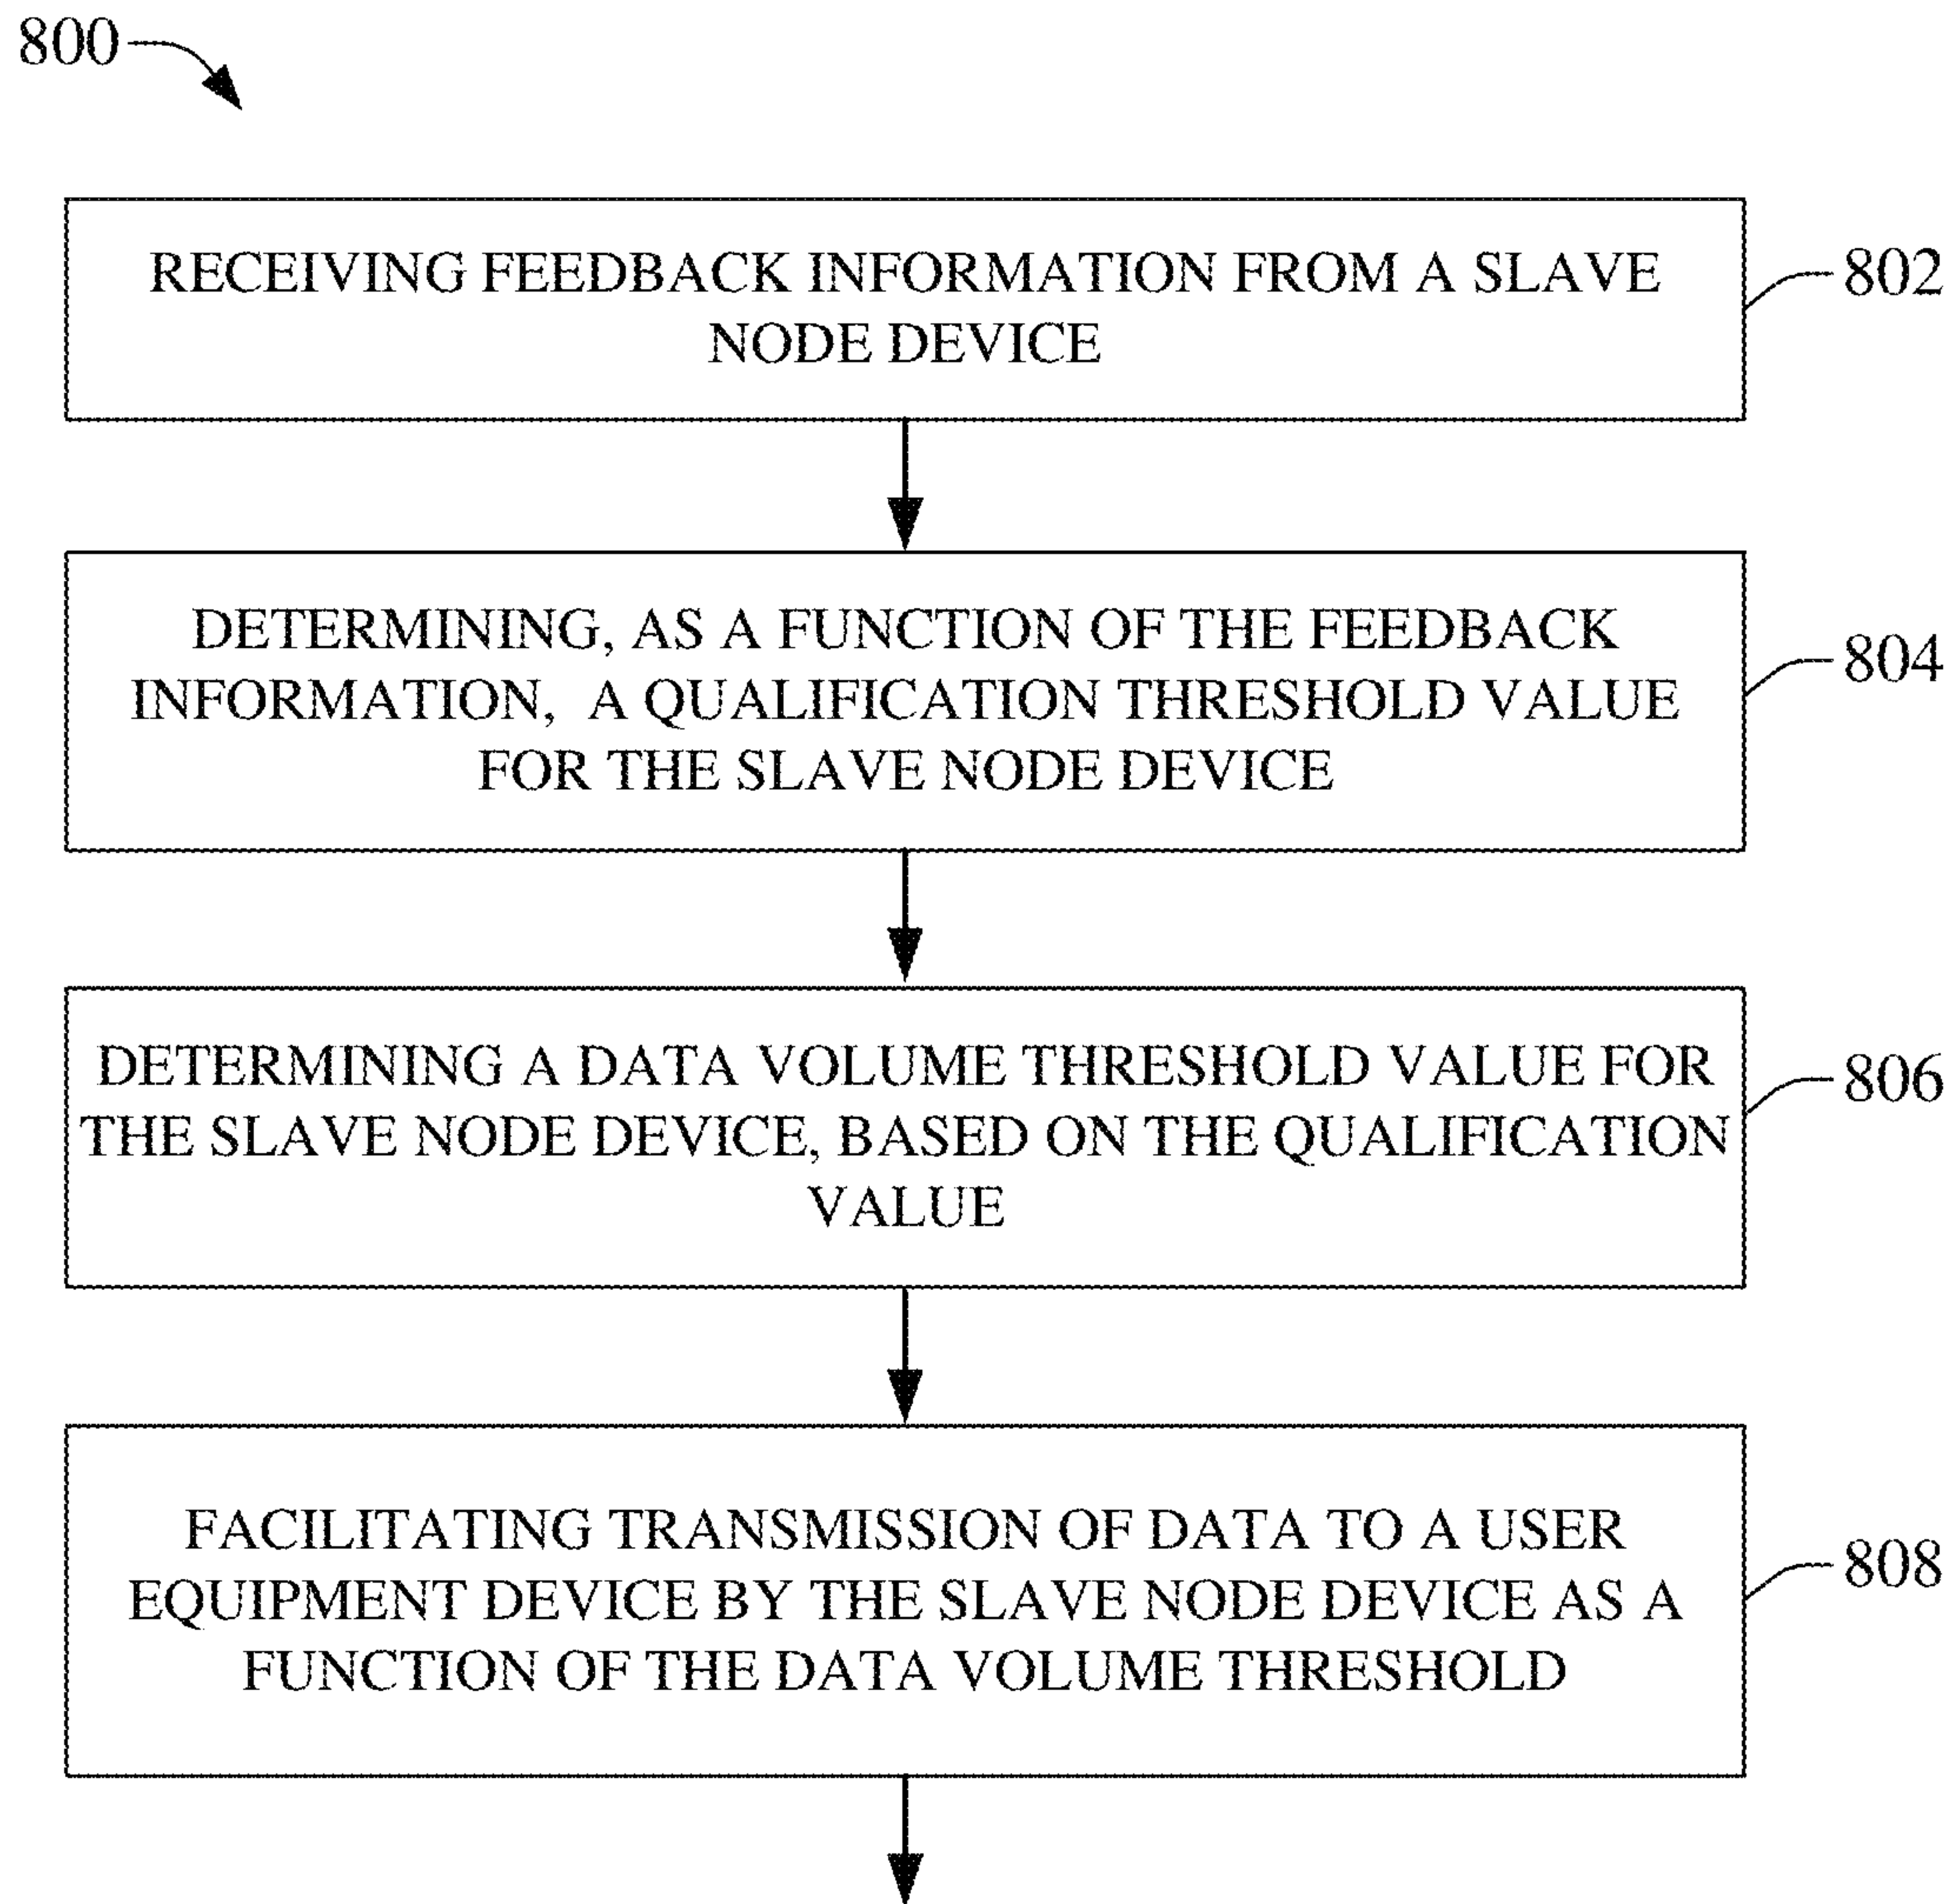 800
RECEIVING FEEDBACK INFORMATION FROM A SLAVE
NODE DEVICE
802
DETERMINING, AS A FUNCTION OF THE FEEDBACK
INFORMATION, A QUALIFICATION THRESHOLD VALUE
FOR THE SLAVE NODE DEVICE
804
DETERMINING A DATA VOLUME THRESHOLD VALUE FOR
THE SLAVE NODE DEVICE, BASED ON THE QUALIFICATION
VALUE
806
FACILITATING TRANSMISSION OF DATA TO A USER
EQUIPMENT DEVICE BY THE SLAVE NODE DEVICE AS A
FUNCTION OF THE DATA VOLUME THRESHOLD
808